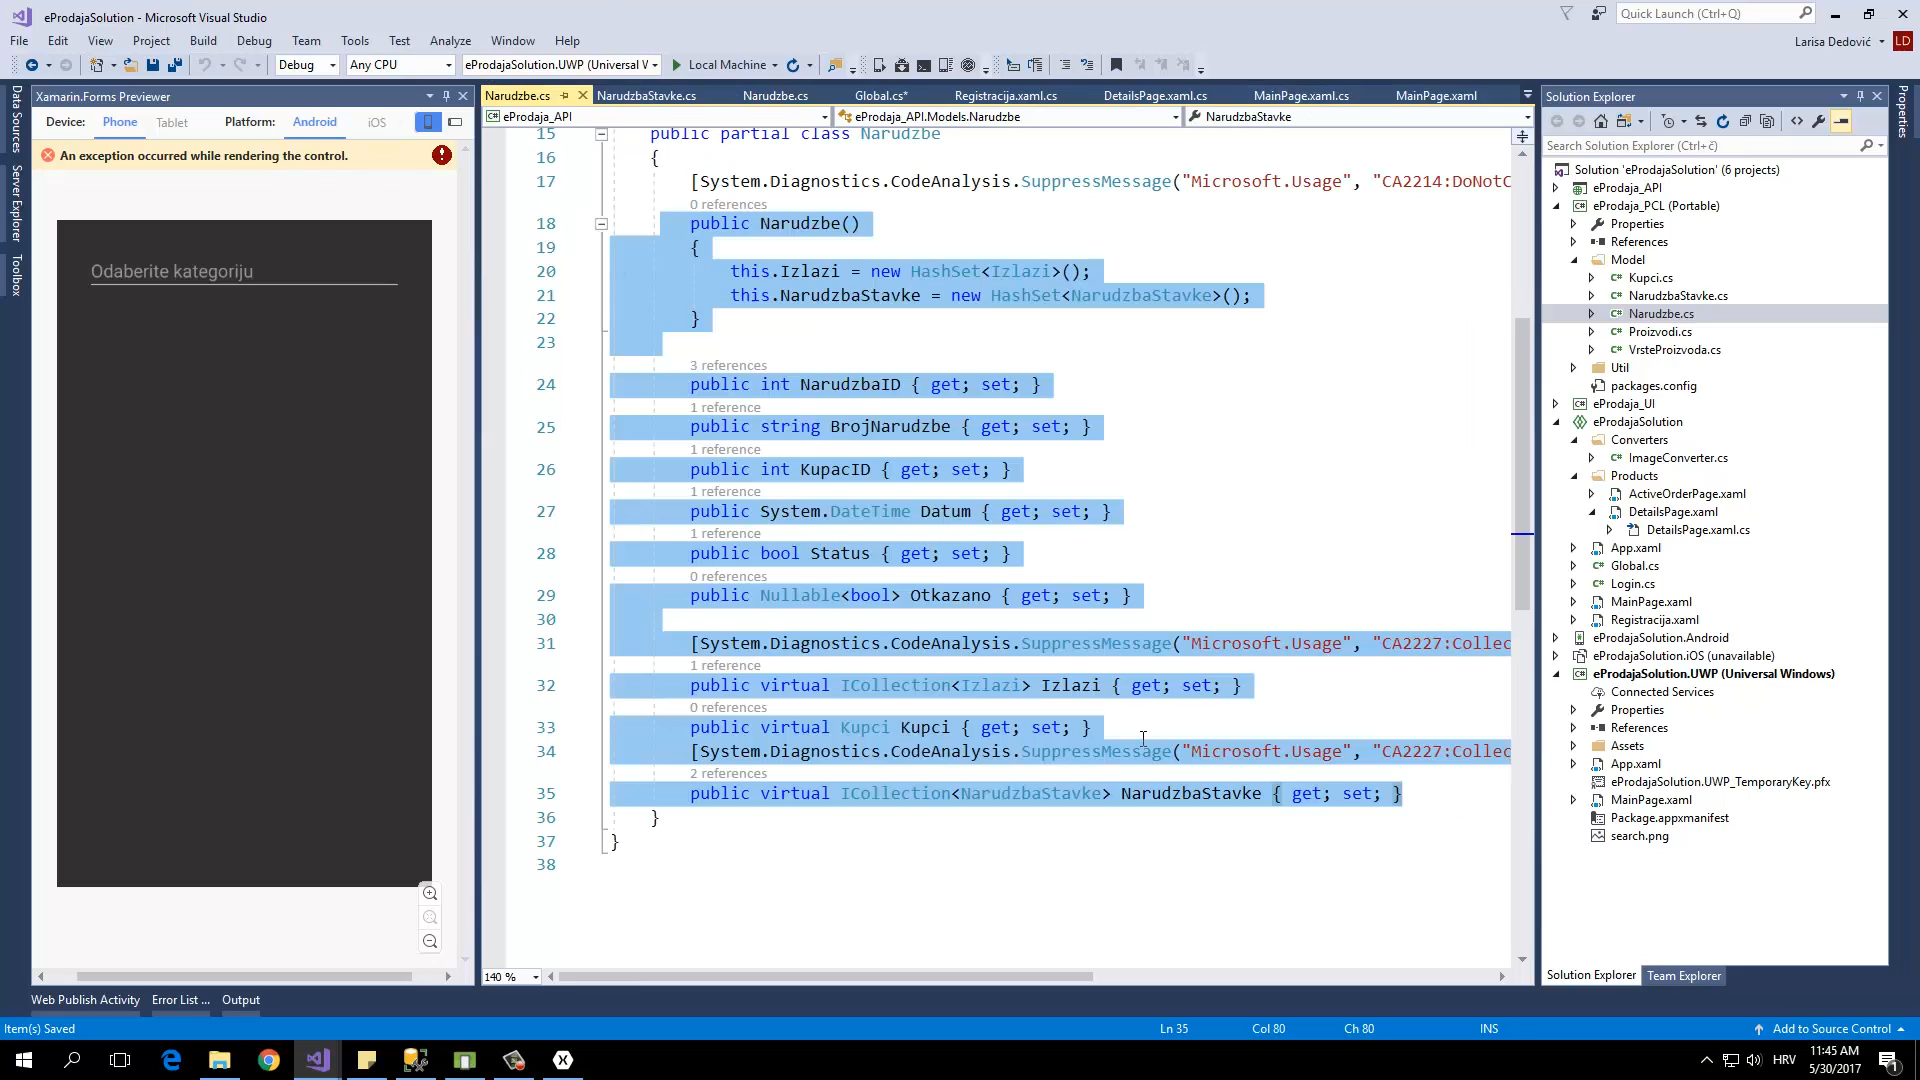 eProdajaSolution - Microsoft Visual Studio
Quick Launch (Ctrl+Q)
File Edit View Project Build Debug Team Tools Test Analyze Window Help
Larisa Dedović LD
Debug Any CPU eProdajaSolution.UWP (Universal V Local Machine
Data Sources
Server Explorer
Toolbox
Xamarin.Forms Previewer
Device: Phone Tablet Platform: Android iOS
An exception occurred while rendering the control.
Odaberite kategoriju
Narudzbe.cs NarudzbaStavke.cs Narudzbe.cs Global.cs* Registracija.xaml.cs DetailsPage.xaml.cs MainPage.xaml.cs MainPage.xaml
eProdaja_API eProdaja_API.Models.Narudzbe NarudzbaStavke
15 public partial class Narudzbe
16 {
17 [System.Diagnostics.CodeAnalysis.SuppressMessage("Microsoft.Usage", "CA2214:DoNotC
0 references
18 public Narudzbe()
19 {
20 this.Izlazi = new HashSet<Izlazi>();
21 this.NarudzbaStavke = new HashSet<NarudzbaStavke>();
22 }
23
3 references
24 public int NarudzbaID { get; set; }
1 reference
25 public string BrojNarudzbe { get; set; }
1 reference
26 public int KupacID { get; set; }
1 reference
27 public System.DateTime Datum { get; set; }
1 reference
28 public bool Status { get; set; }
0 references
29 public Nullable<bool> Otkazano { get; set; }
30
31 [System.Diagnostics.CodeAnalysis.SuppressMessage("Microsoft.Usage", "CA2227:Collec
1 reference
32 public virtual ICollection<Izlazi> Izlazi { get; set; }
0 references
33 public virtual Kupci Kupci { get; set; }
34 [System.Diagnostics.CodeAnalysis.SuppressMessage("Microsoft.Usage", "CA2227:Collec
2 references
35 public virtual ICollection<NarudzbaStavke> NarudzbaStavke { get; set; }
36 }
37 }
38
140 %
Solution Explorer
Search Solution Explorer (Ctrl+č)
Solution 'eProdajaSolution' (6 projects)
eProdaja_API
eProdaja_PCL (Portable)
Properties
References
Model
Kupci.cs
NarudzbaStavke.cs
Narudzbe.cs
Proizvodi.cs
VrsteProizvoda.cs
Util
packages.config
eProdaja_UI
eProdajaSolution
Converters
ImageConverter.cs
Products
ActiveOrderPage.xaml
DetailsPage.xaml
DetailsPage.xaml.cs
App.xaml
Global.cs
Login.cs
MainPage.xaml
Registracija.xaml
eProdajaSolution.Android
eProdajaSolution.iOS (unavailable)
eProdajaSolution.UWP (Universal Windows)
Connected Services
Properties
References
Assets
App.xaml
eProdajaSolution.UWP_TemporaryKey.pfx
MainPage.xaml
Package.appxmanifest
search.png
Solution Explorer Team Explorer
Properties
Web Publish Activity Error List ... Output
Item(s) Saved Ln 35 Col 80 Ch 80 INS Add to Source Control
HRV 11:45 AM
5/30/2017
1